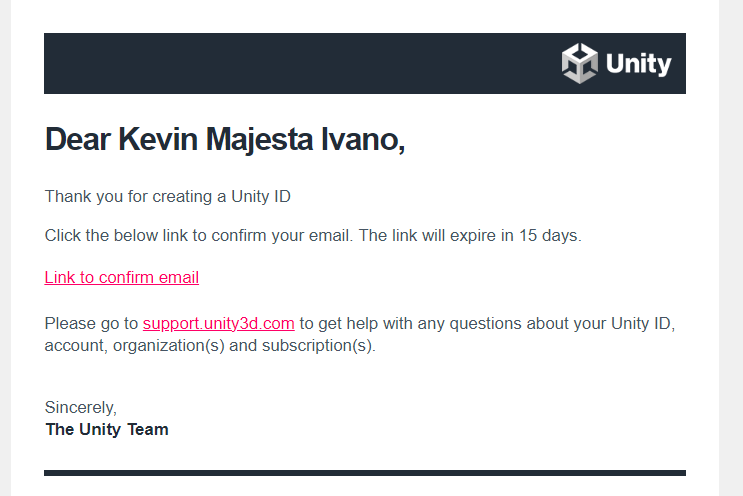 Unity
Dear Kevin Majesta Ivano,
Thank you for creating a Unity ID
Click the below link to confirm your email. The link will expire in 15 days.
Link to confirm email
Please go to support.unity3d.com to get help with any questions about your Unity ID,
account, organization(s) and subscription(s).
Sincerely,
The Unity Team